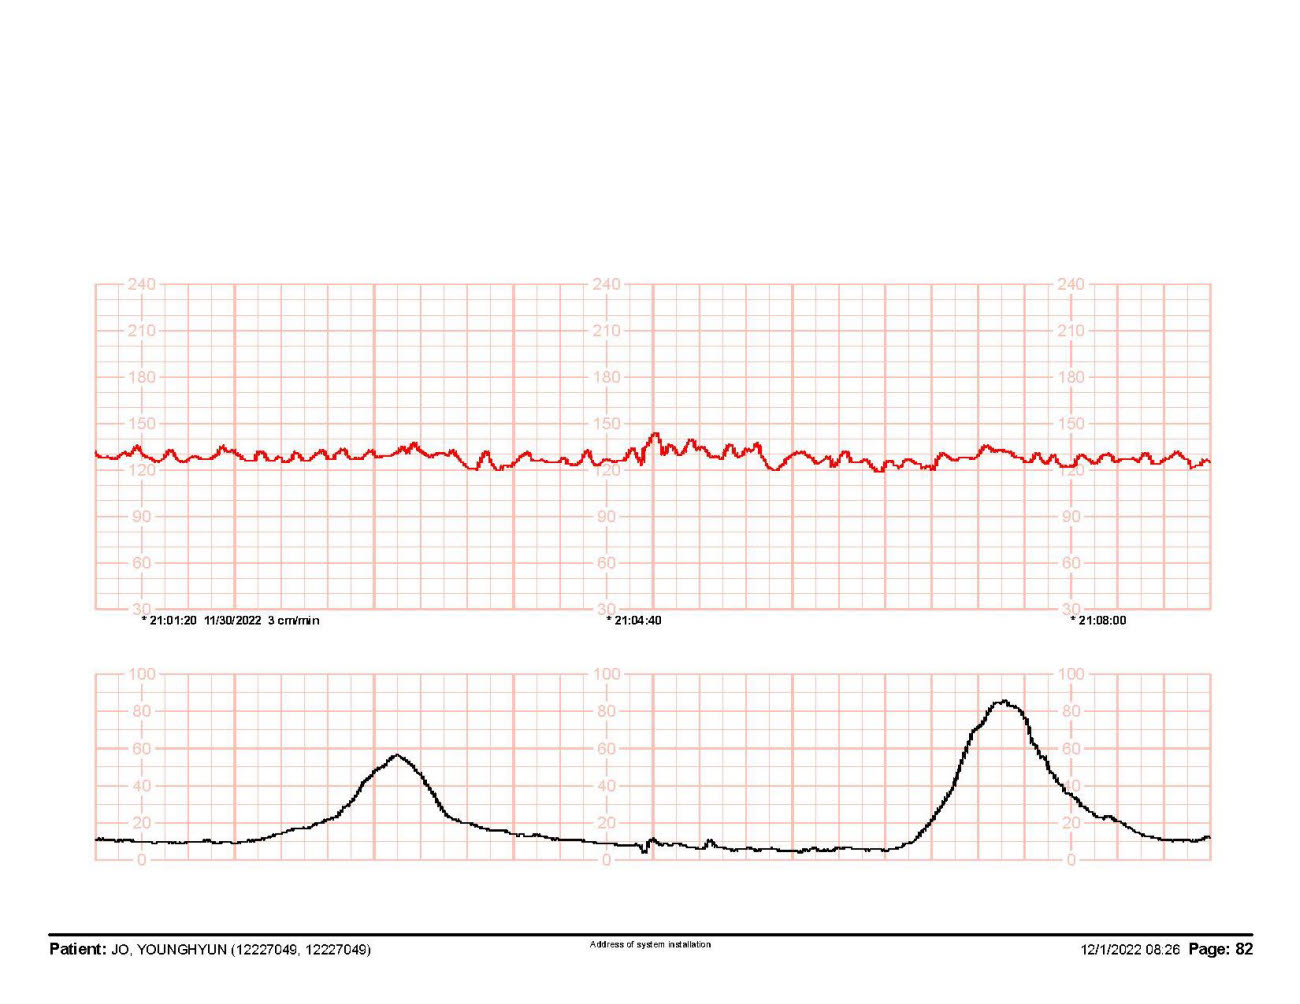 240 240 240
210 210 210
180 180 180
150 150 150
120 120 120
90 90 90
60 60 60
30 30 30
* 21:01:20 11/30/2022 3 cm/min * 21:04:40 * 21:08:00
100 100 100
80 80 80
60 60 60
40 40 40
20 20 20
0 0 0
Patient: JO, YOUNGHYUN (12227049, 12227049) Address of system installation 12/1/2022 08:26 Page: 82